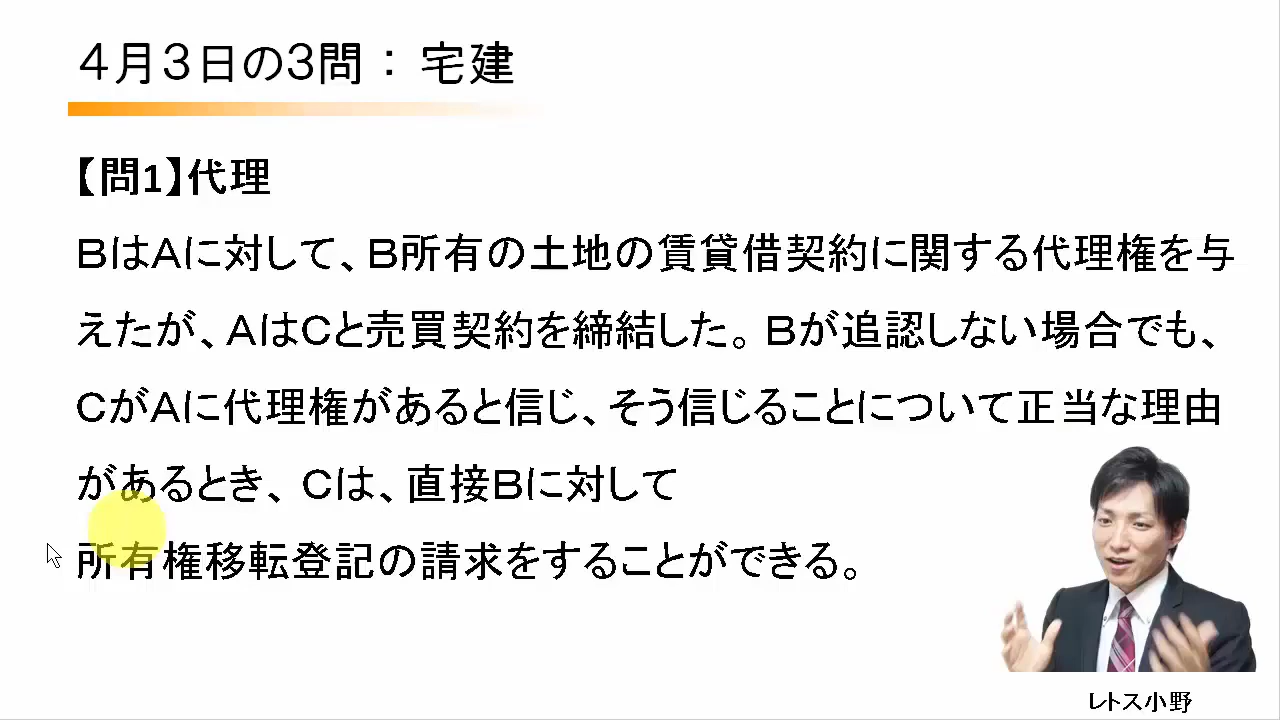 ４月３日の３問：宅建
【問1】代理
ＢはＡに対して、Ｂ所有の土地の賃貸借契約に関する代理権を与
えたが、ＡはＣと売買契約を締結した。Ｂが追認しない場合でも、
ＣがＡに代理権があると信じ、そう信じることについて正当な理由
があるとき、Ｃは、直接Ｂに対して
所有権移転登記の請求をすることができる。
レトス小野